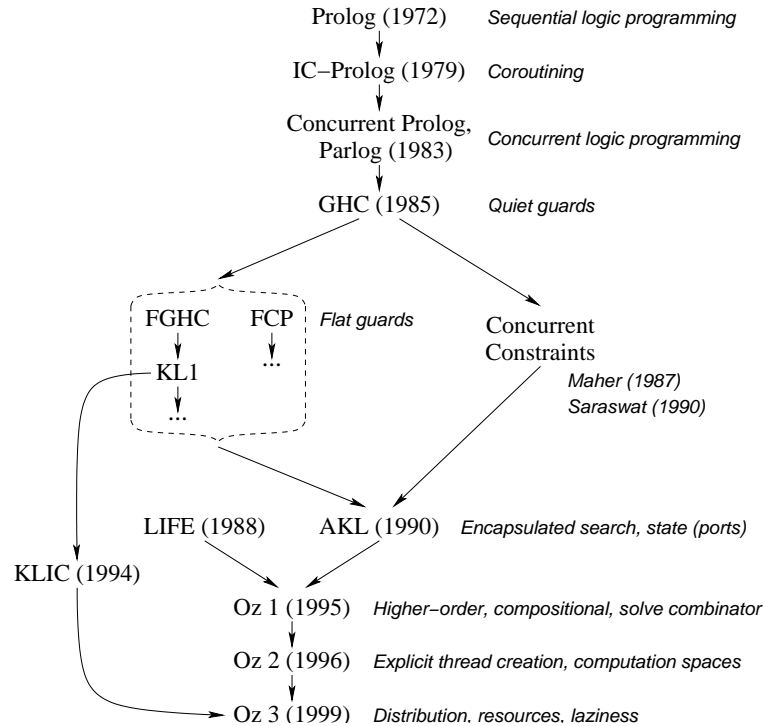 Prolog (1972) Sequential logic programming
IC−Prolog (1979) Coroutining
Concurrent Prolog,
Parlog (1983) Concurrent logic programming
GHC (1985) Quiet guards
FGHC FCP Flat guards
...
KL1
...
Concurrent
Constraints
Maher (1987)
Saraswat (1990)
LIFE (1988) AKL (1990) Encapsulated search, state (ports)
KLIC (1994)
Oz 1 (1995) Higher−order, compositional, solve combinator
Oz 2 (1996) Explicit thread creation, computation spaces
Oz 3 (1999) Distribution, resources, laziness